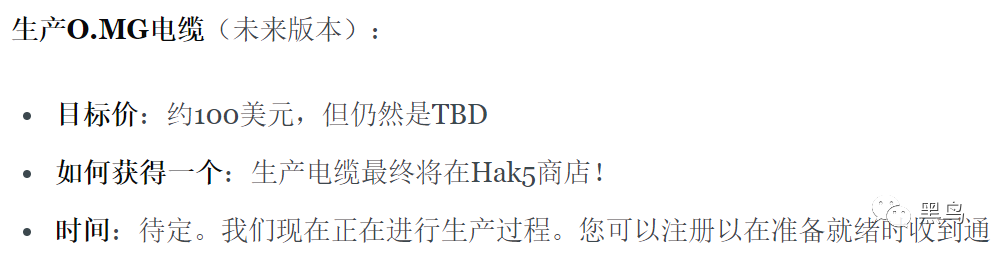 生产O.MG电缆（未来版本）：
目标价：约100美元，但仍然是TBD
如何获得一个：生产电缆最终将在Hak5商店！
时间：待定。我们现在正在进行生产过程。您可以注册以在准备就绪时收到通
黑鸟